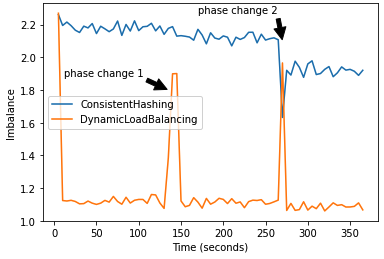 phase change 2
2.2
2.0
phase change 1
1.8
Imbalance
1.6
ConsistentHashing
DynamicLoadBalancing
1.4
1.2
1.0
0 50 100 150 200 250 300 350
Time (seconds)